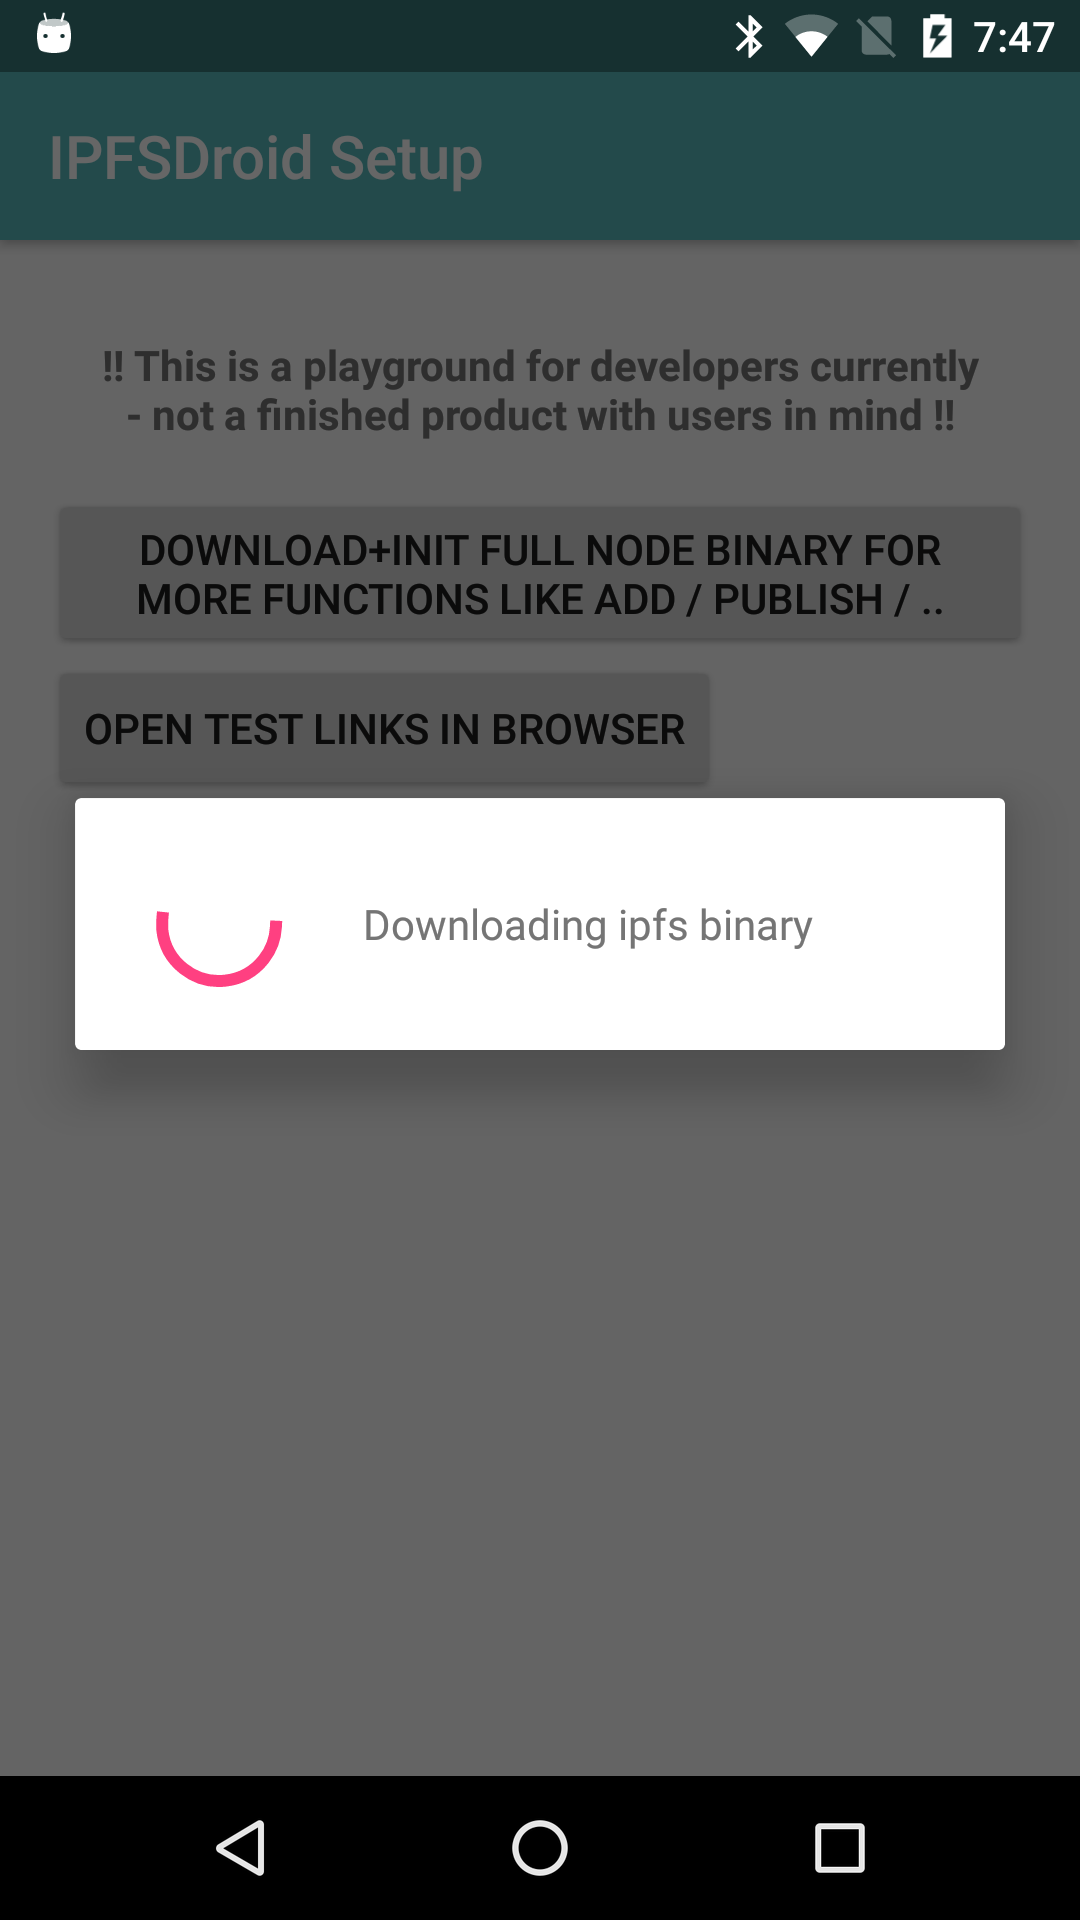 7:47
IPFSDroid Setup
!! This is a playground for developers currently
- not a finished product with users in mind !!
DOWNLOAD+INIT FULL NODE BINARY FOR
MORE FUNCTIONS LIKE ADD / PUBLISH / ..
OPEN TEST LINKS IN BROWSER
Downloading ipfs binary